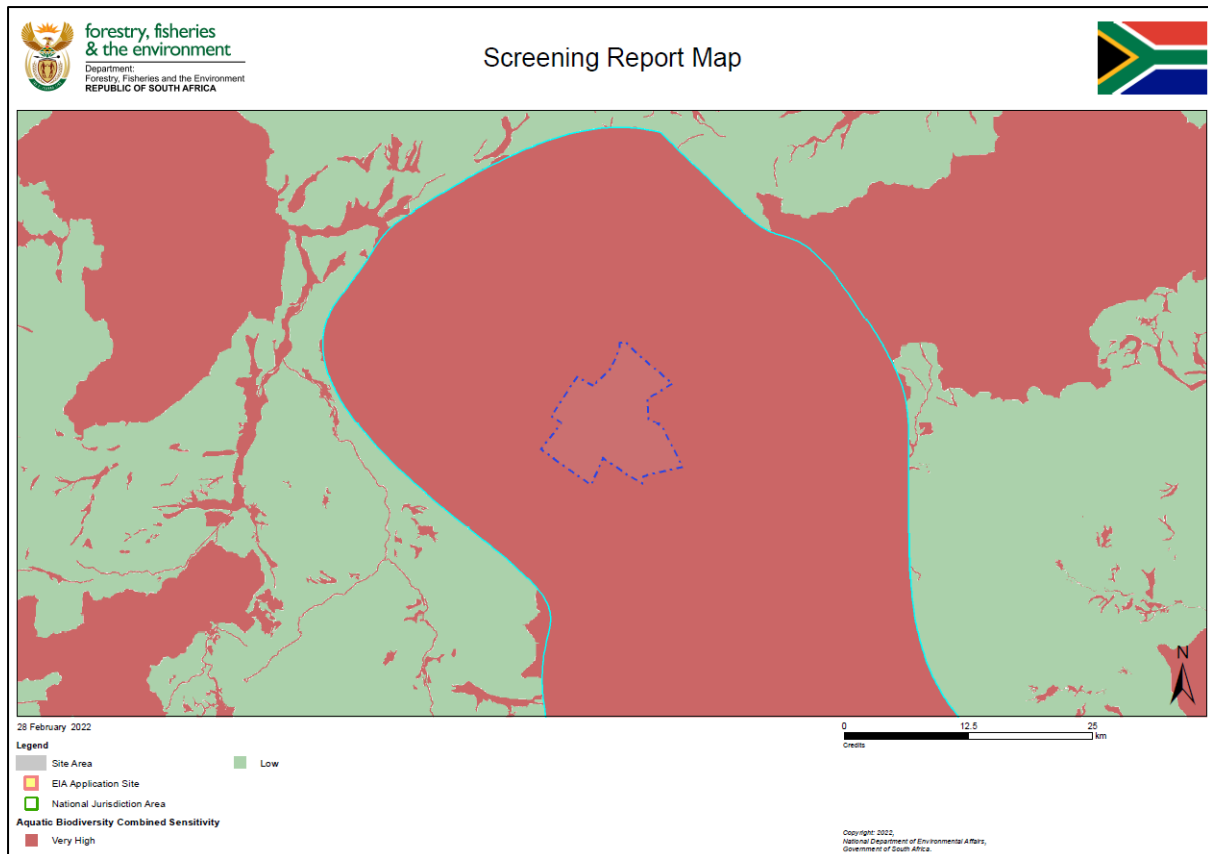 forestry, fisheries
& the environment
Department:
Forestry, Fisheries and the Environment
REPUBLIC OF SOUTH AFRICA
Screening Report Map
N
28 February 2022
0 12.5 25
km
Credits
Legend
Site Area
Low
EIA Application Site
National Jurisdiction Area
Aquatic Biodiversity Combined Sensitivity
Very High
Copyright: 2022,
National Department of Environmental Affairs,
Government of South Africa.